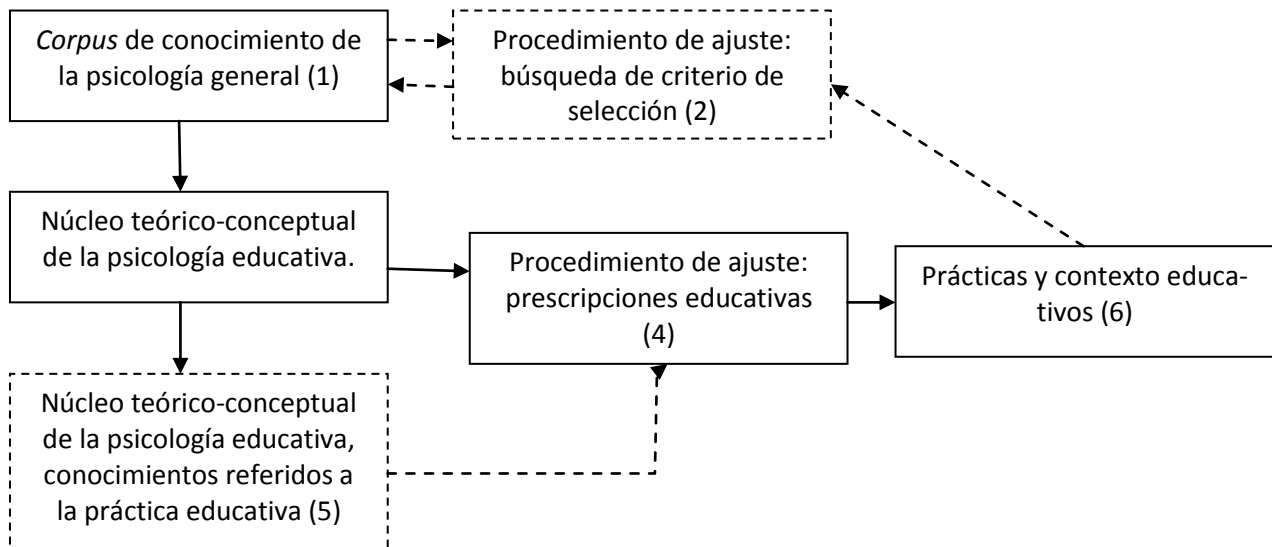 Corpus de conocimiento de
la psicología general (1)
Procedimiento de ajuste:
búsqueda de criterio de
selección (2)
Núcleo teórico-conceptual
de la psicología educativa.
Procedimiento de ajuste:
prescripciones educativas
(4)
Prácticas y contexto educa-
tivos (6)
Núcleo teórico-conceptual
de la psicología educativa,
conocimientos referidos a
la práctica educativa (5)